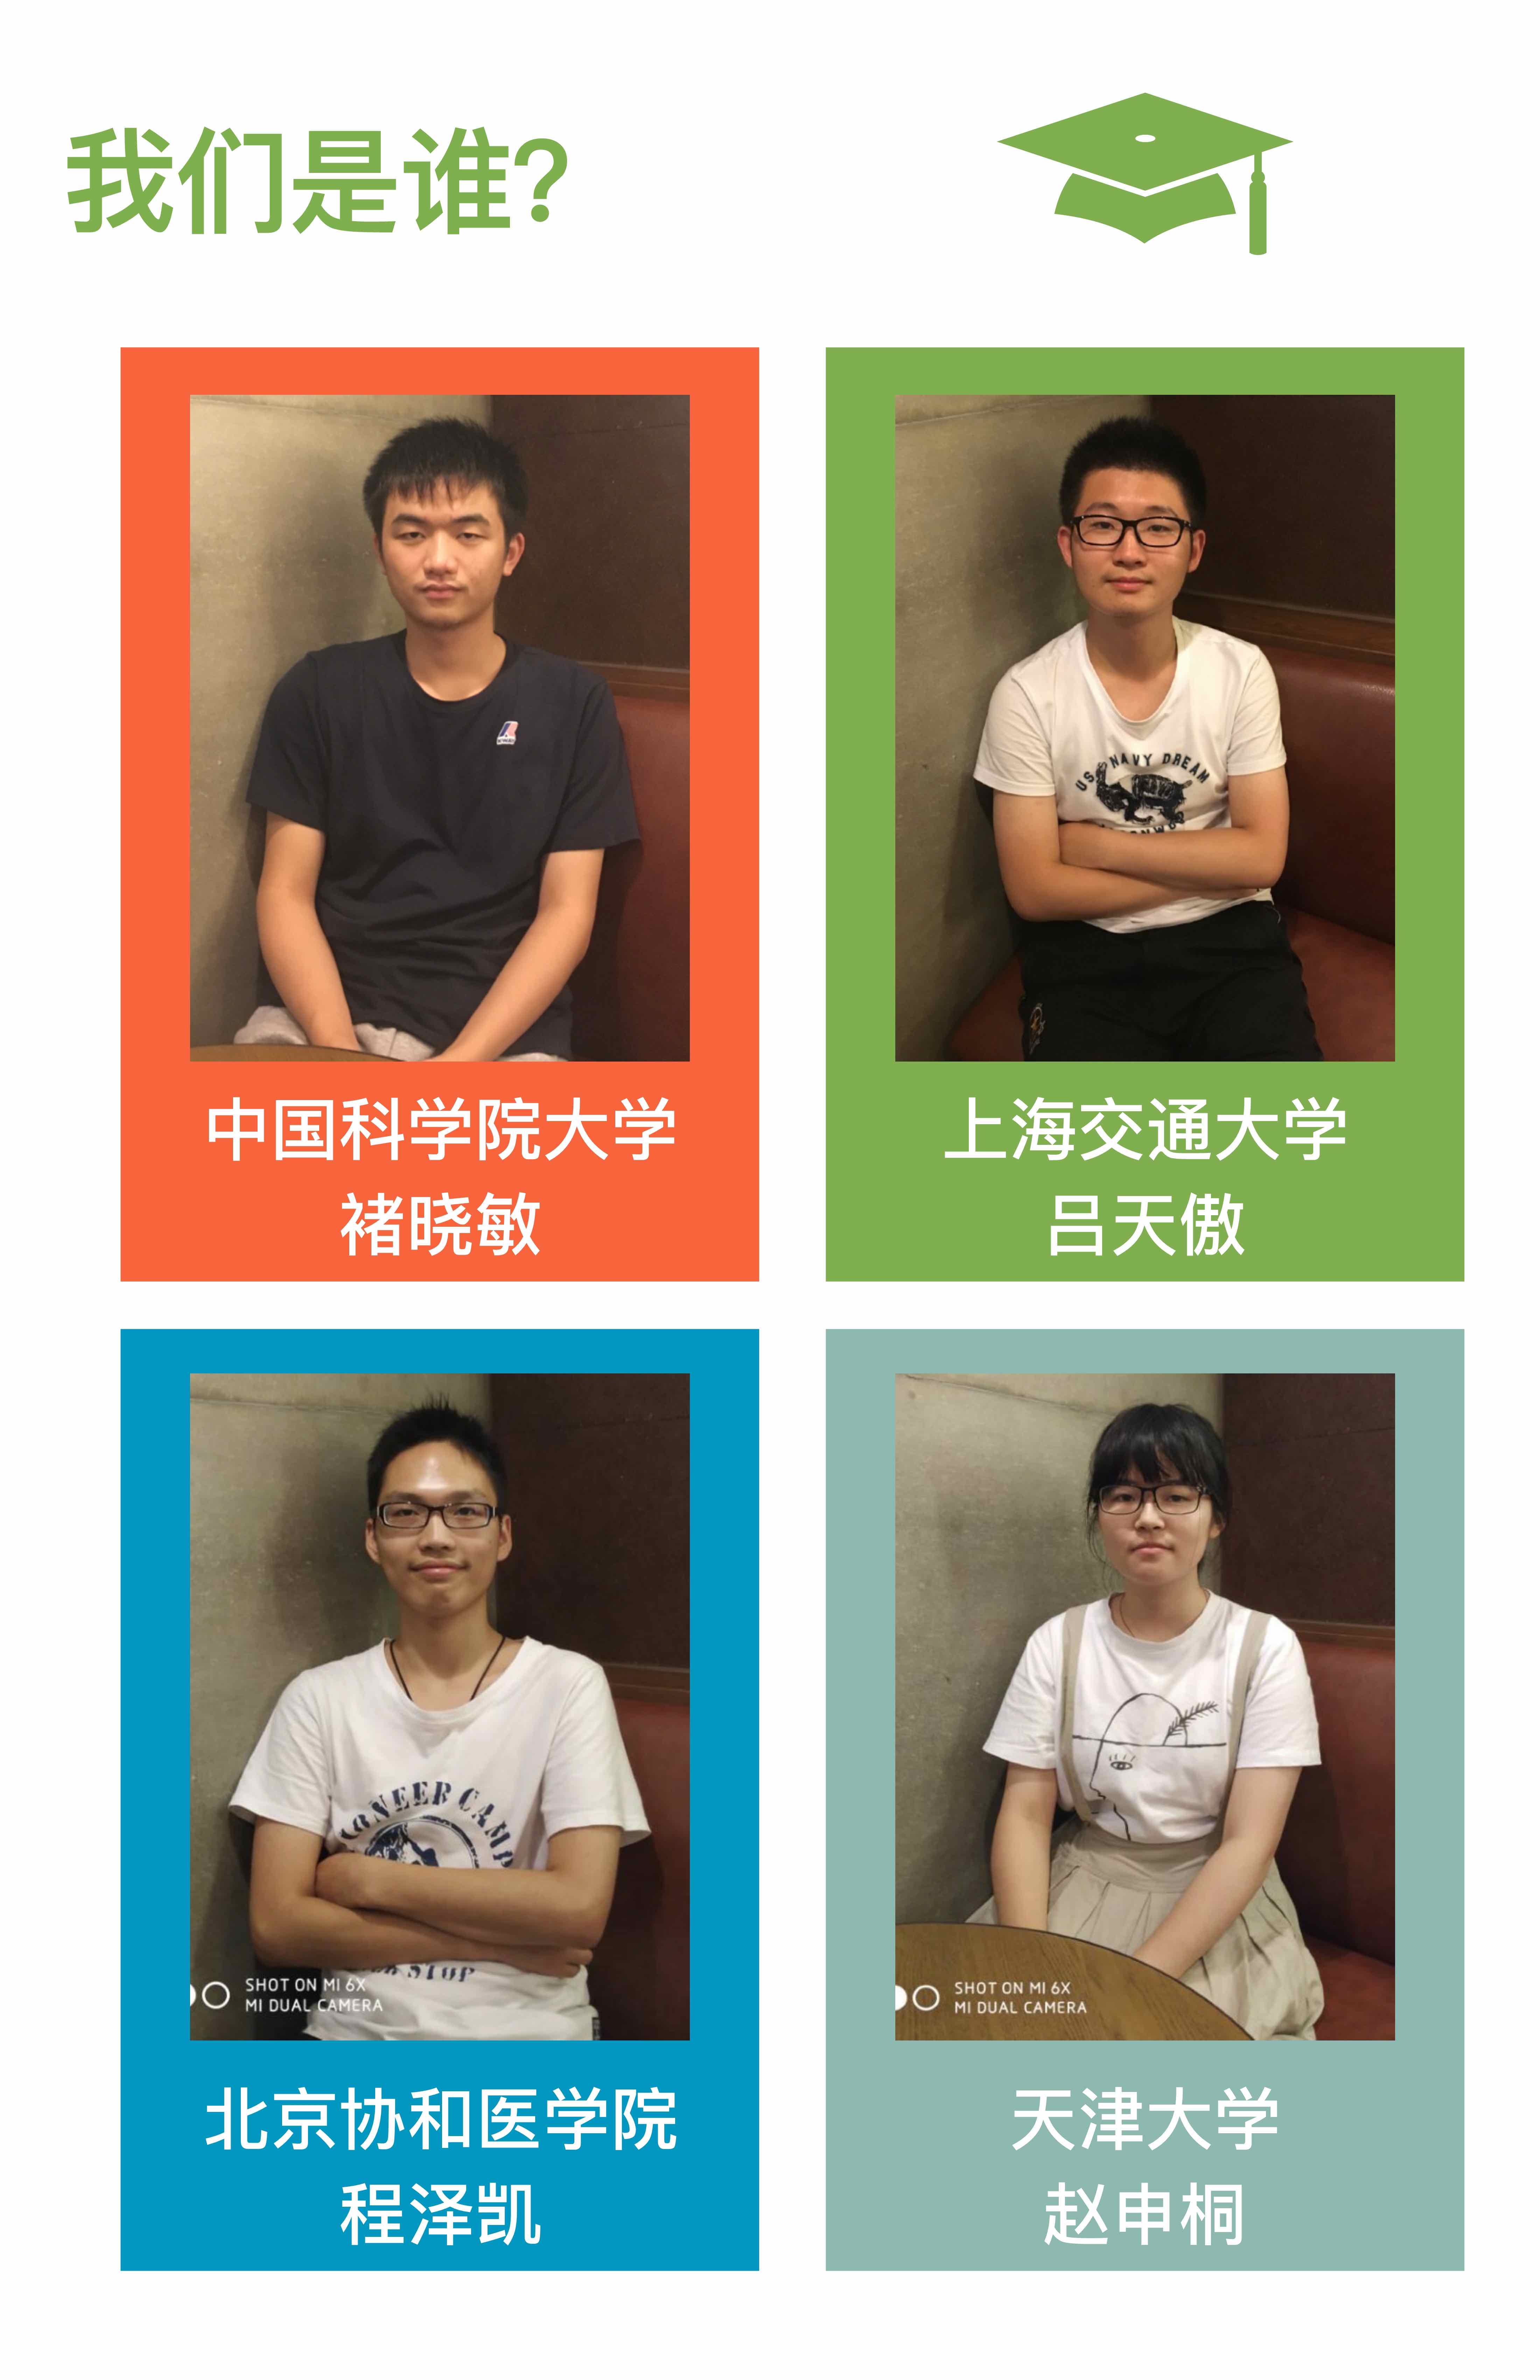 我们是谁?
US NAVY DREAM
中国科学院大学
褚晓敏
上海交通大学
吕天傲
CAMP
STOP
SHOT ON MI 6X
MI DUAL CAMERA
SHOT ON MI 6X
MI DUAL CAMERA
北京协和医学院
程泽凯
天津大学
赵申桐